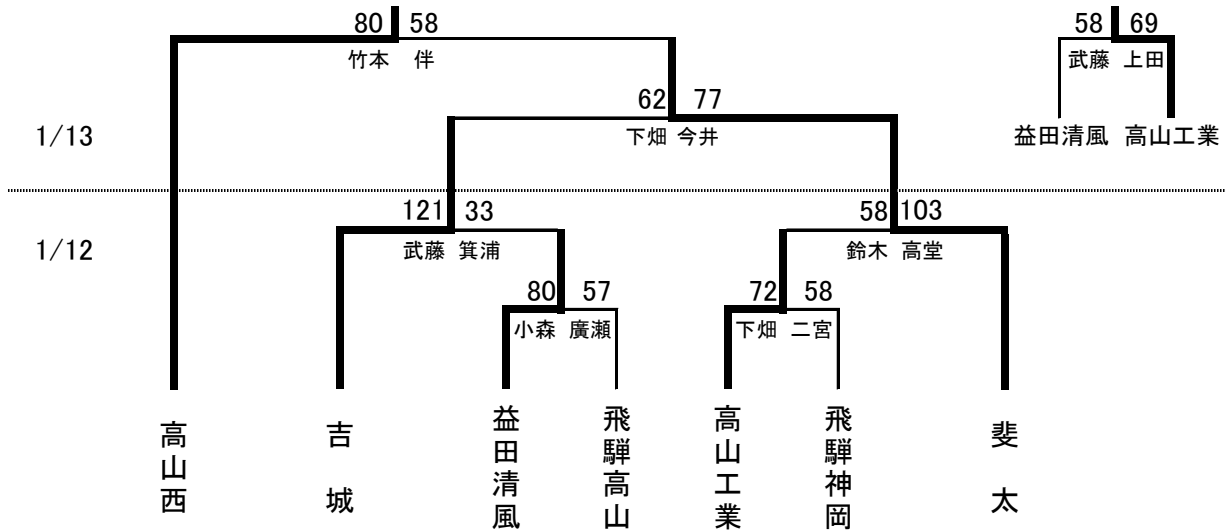 80 58
竹本 伴
58 69
武藤 上田
益田清風 高山工業
62 77
下畑 今井
1/13
121 33
武藤 箕浦
58 103
鈴木 高堂
1/12
80 57
小森 廣瀬
72 58
下畑 二宮
高山西
吉城
益田清風
飛騨高山
高山工業
飛騨神岡
斐太